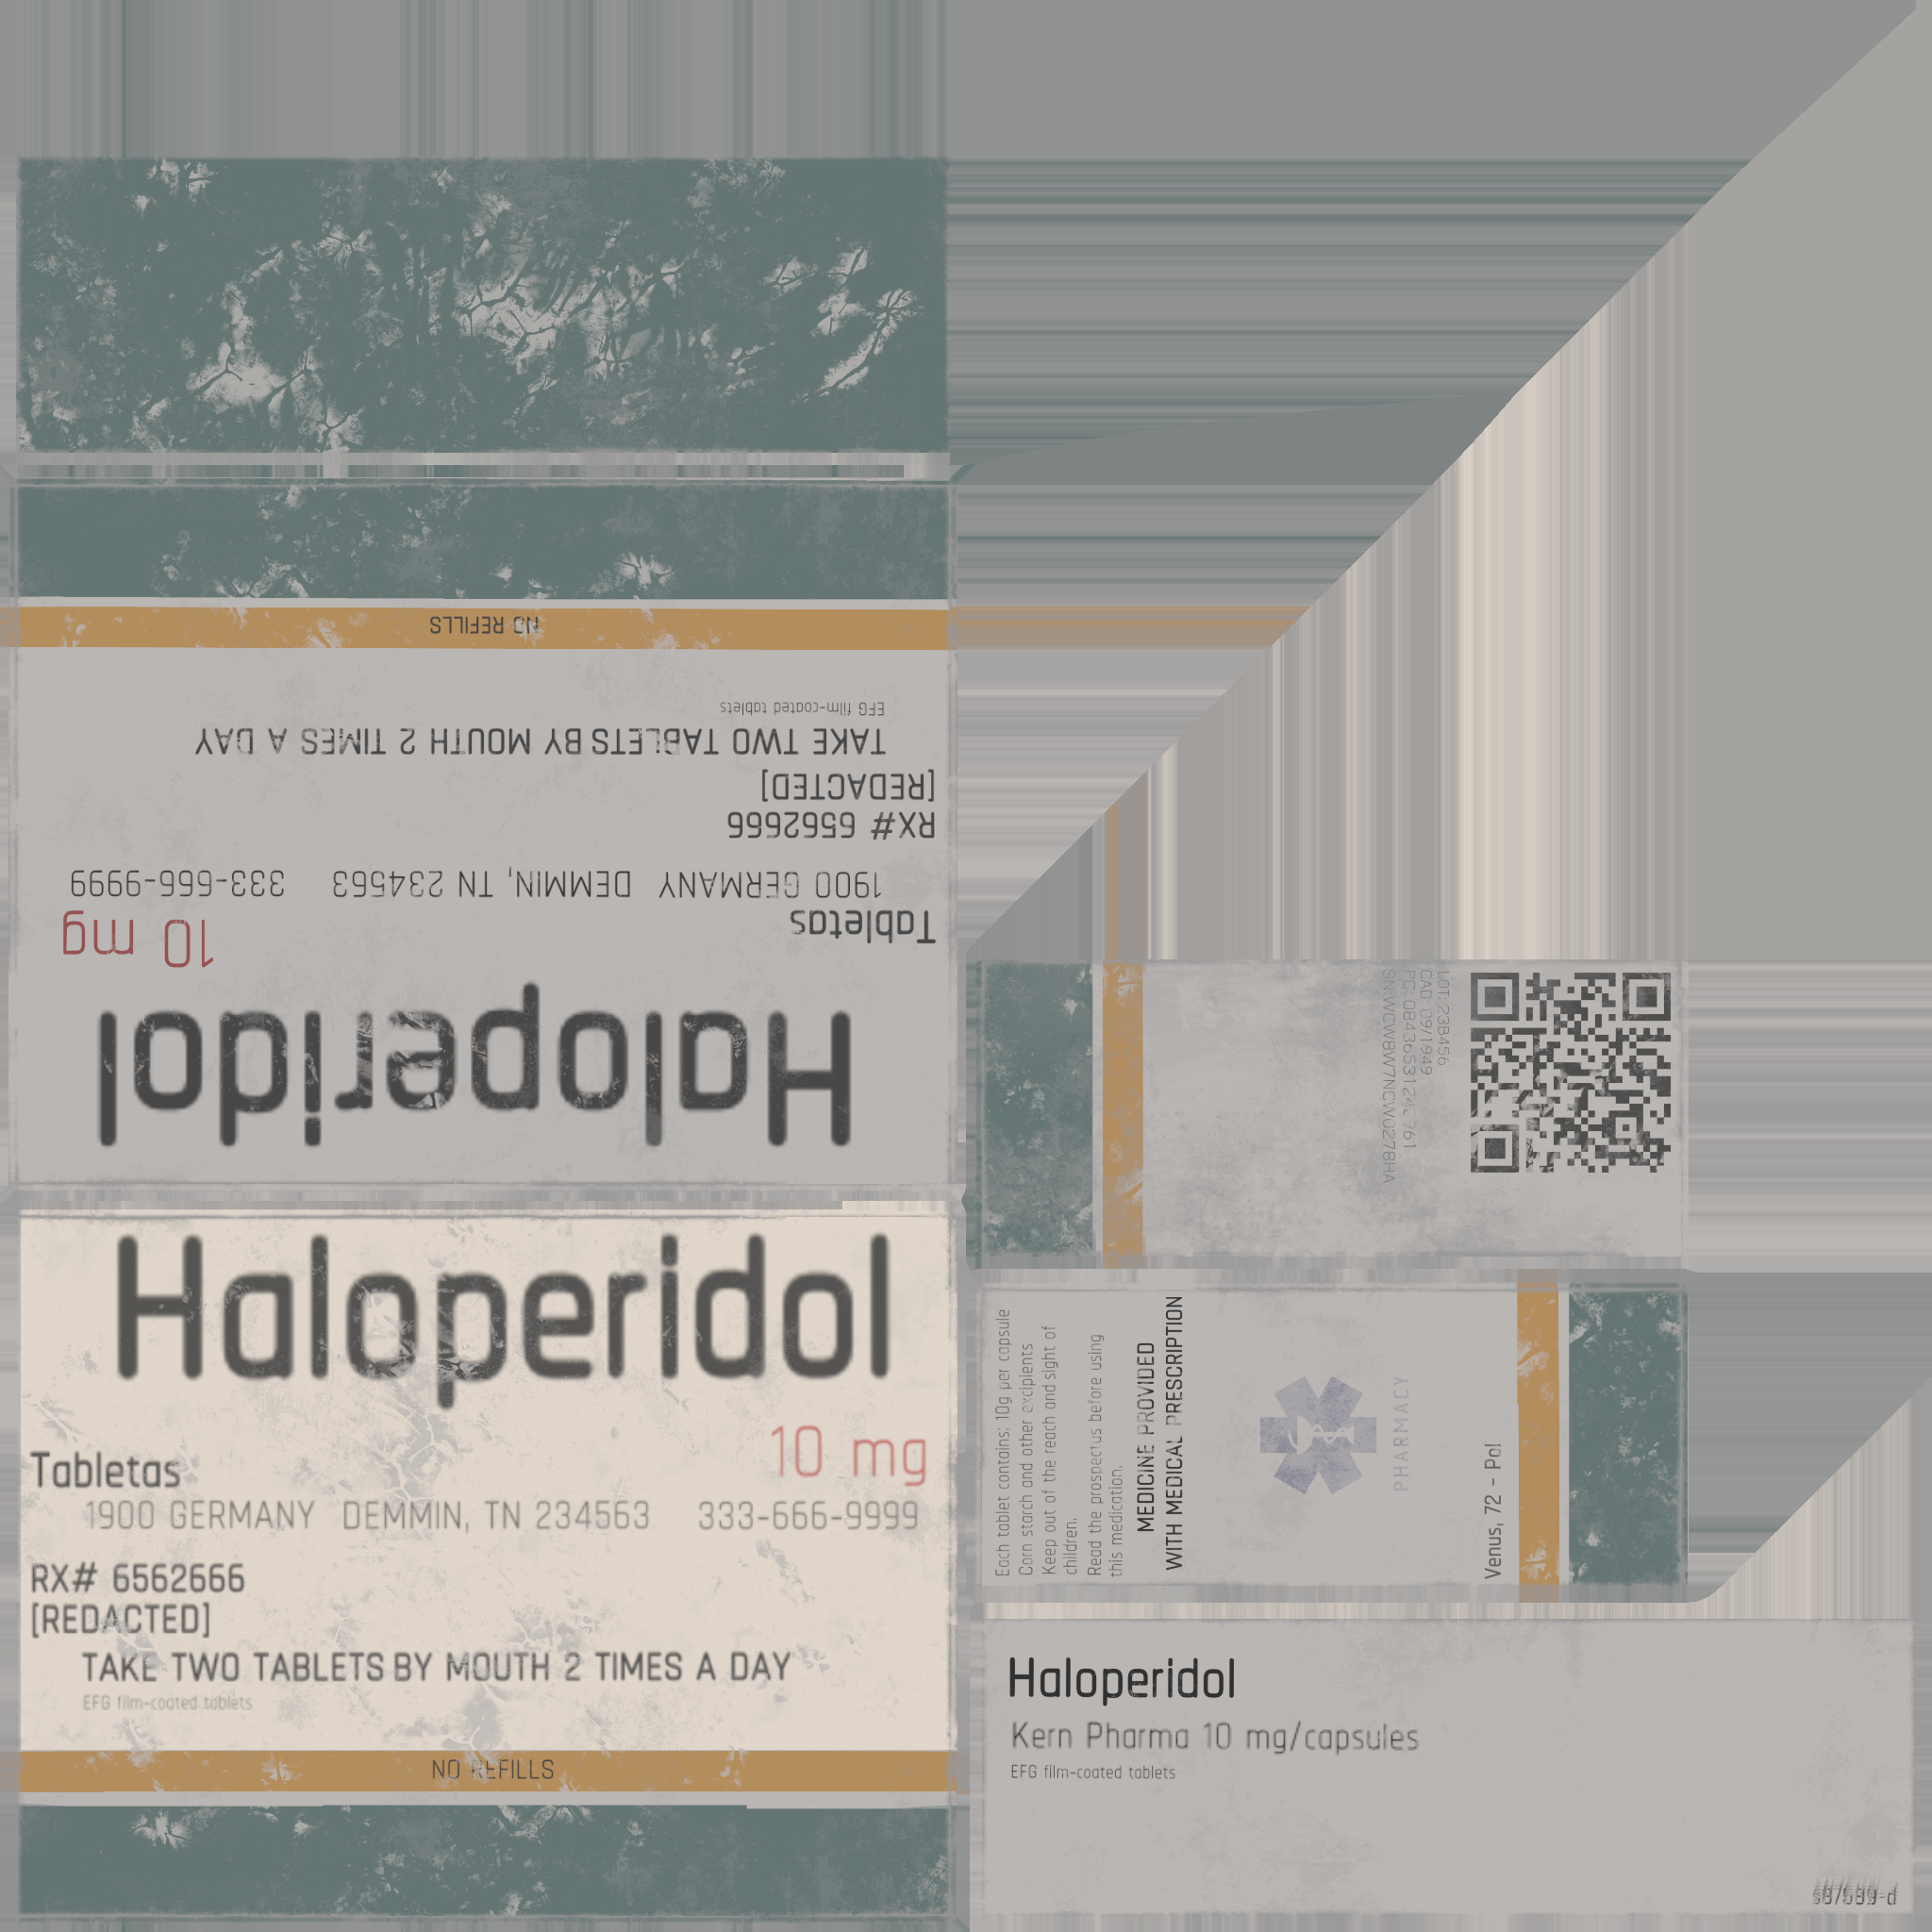 NO REFILLS
EFG film-coated tablets
TAKE TWO TABLETS BY MOUTH 2 TIMES A DAY
[REDACTED]
RX# 6562666
1900 GERMANY DEMMIN, TN 234563 333-666-9999
Tabletas
10 mg
Haloperidol
Haloperidol
10 mg
Tabletas
1900 GERMANY DEMMIN, TN 234563 333-666-9999
RX# 6562666
[REDACTED]
TAKE TWO TABLETS BY MOUTH 2 TIMES A DAY
EFG film-coated tablets
NO REFILLS
LOT: 23B456
CAD: 09/1949
PC:
Each tablet contains: 10g per capsule
Corn starch and other excipients
Keep out of the reach and sight of
children.
Read the prospectus before using
this medication.
MEDICINE PROVIDED
WITH MEDICAL PRESCRIPTION
PHARMACY
Venus, 72 - Pol
Haloperidol
Kern Pharma 10 mg/capsules
EFG film-coated tablets